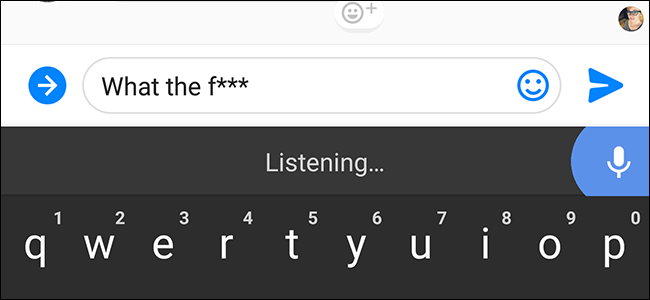 What the f***
Listening...
1 2 3 4 5 6 7 8 9 0
q w e r t y u i o p